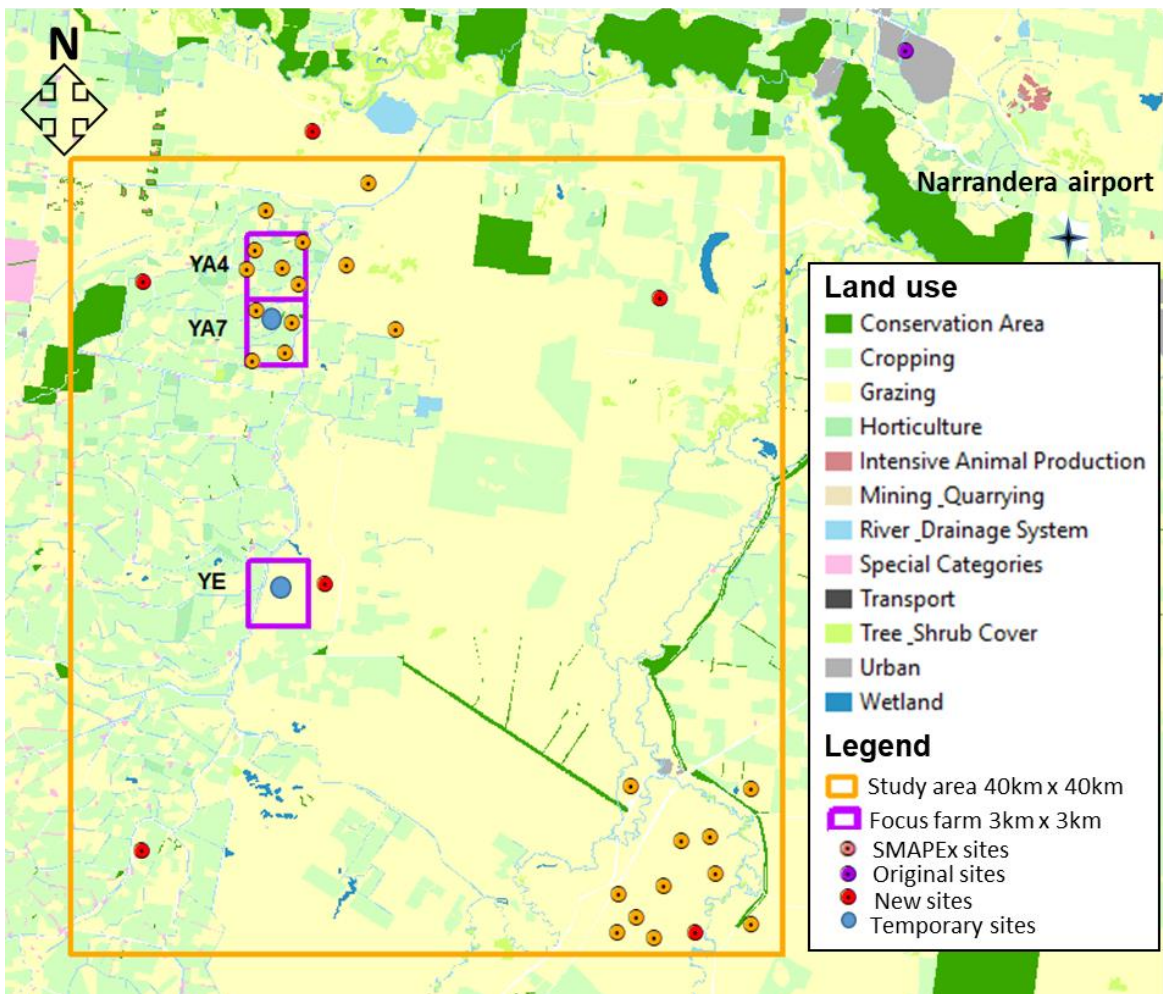 N
Narrandera airport
YA4
YA7
YE
Land use
Conservation Area
Cropping
Grazing
Horticulture
Intensive Animal Production
Mining _Quarrying
River _Drainage System
Special Categories
Transport
Tree _Shrub Cover
Urban
Wetland
Legend
Study area 40km x 40km
Focus farm 3km x 3km
SMAPEx sites
Original sites
New sites
Temporary sites